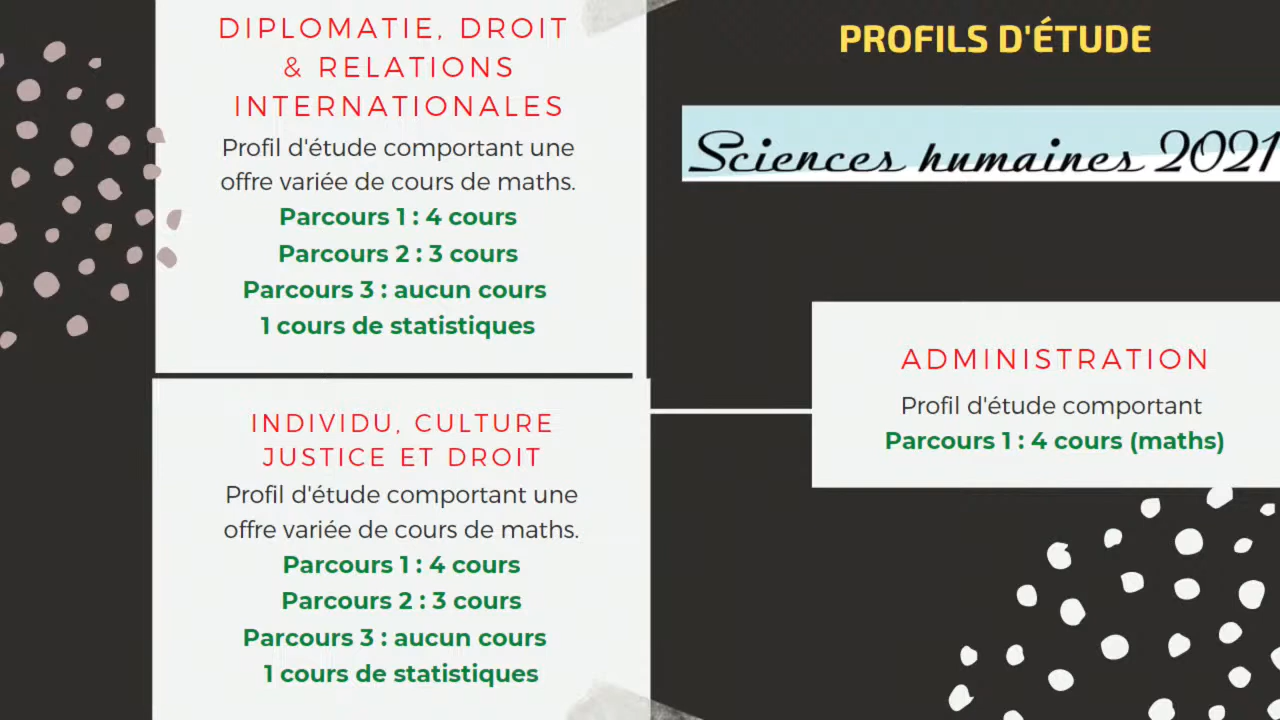 DIPLOMATIE, DROIT
& RELATIONS
INTERNATIONALES
Profil d'étude comportant une
offre variée de cours de maths.
Parcours 1 : 4 cours
Parcours 2 : 3 cours
Parcours 3 : aucun cours
1 cours de statistiques
INDIVIDU, CULTURE
JUSTICE ET DROIT
Profil d'étude comportant une
offre variée de cours de maths.
Parcours 1 : 4 cours
Parcours 2 : 3 cours
Parcours 3 : aucun cours
1 cours de statistiques
PROFILS D'ÉTUDE
Sciences humaines 2021
ADMINISTRATION
Profil d'étude comportant
Parcours 1 : 4 cours (maths)